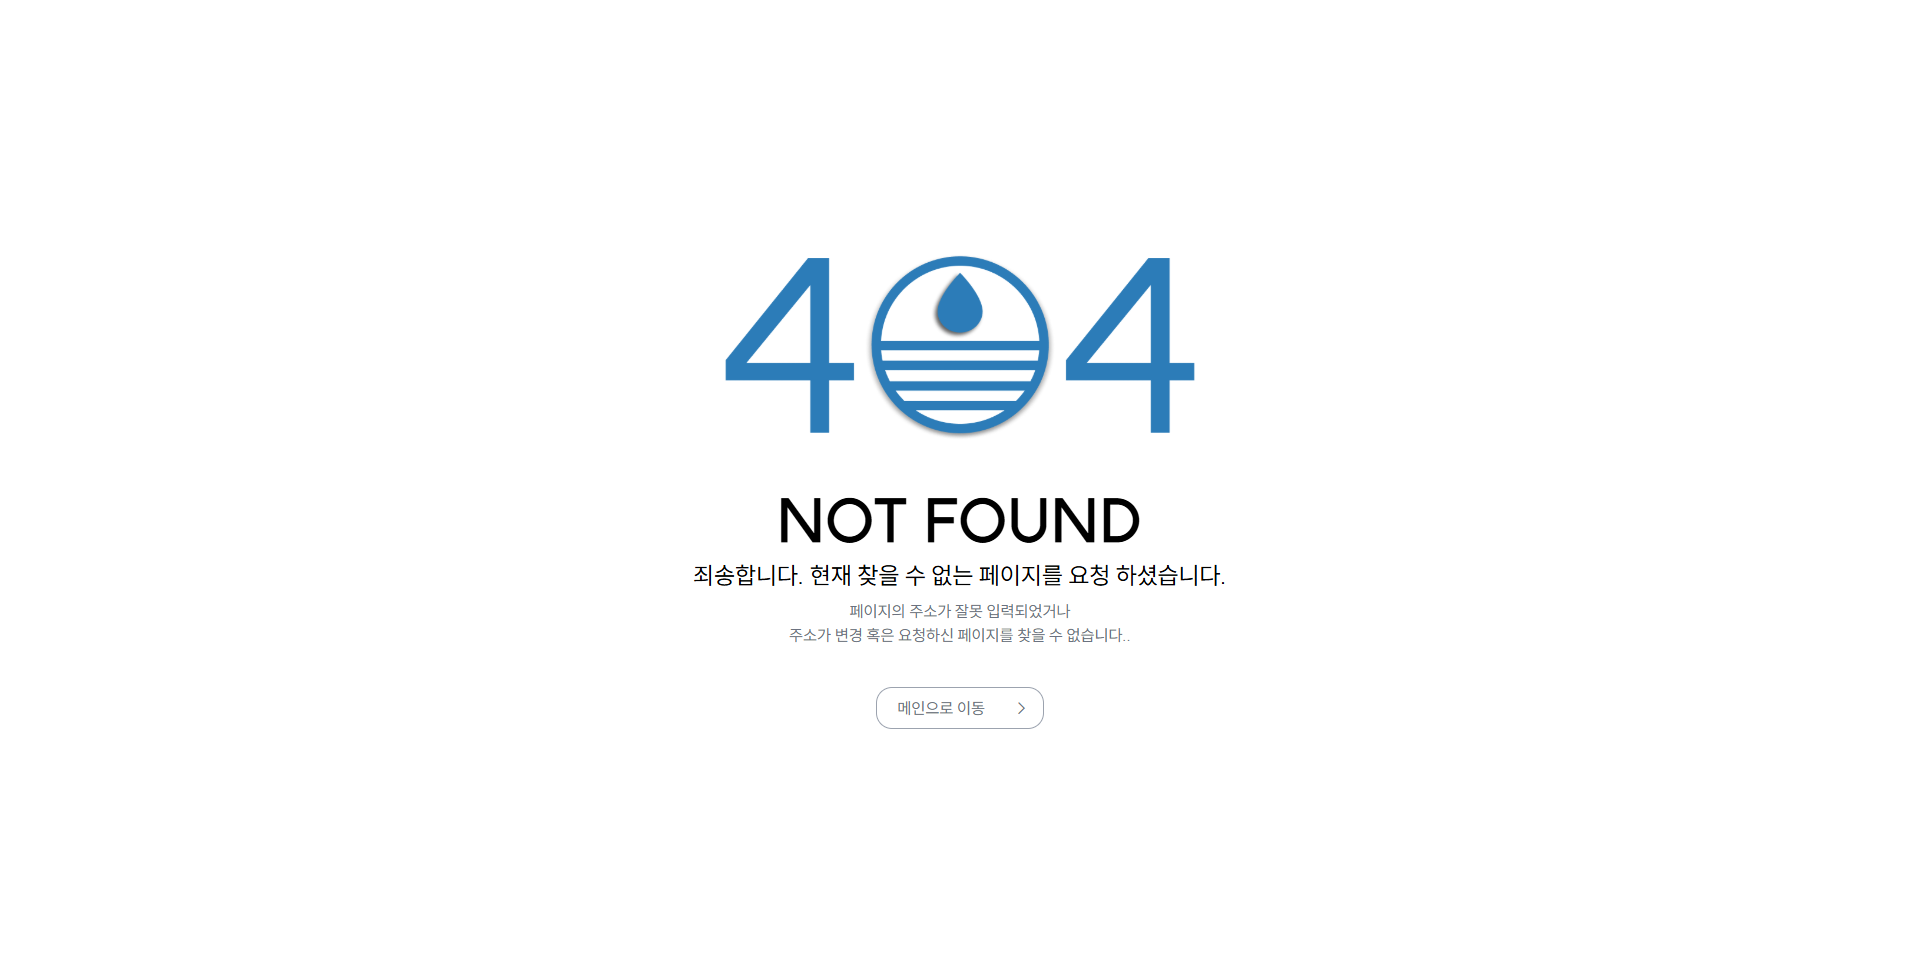 404
NOT FOUND
죄송합니다. 현재 찾을 수 없는 페이지를 요청 하셨습니다.
페이지의 주소가 잘못 입력되었거나
주소가 변경 혹은 요청하신 페이지를 찾을 수 없습니다..
메인으로 이동